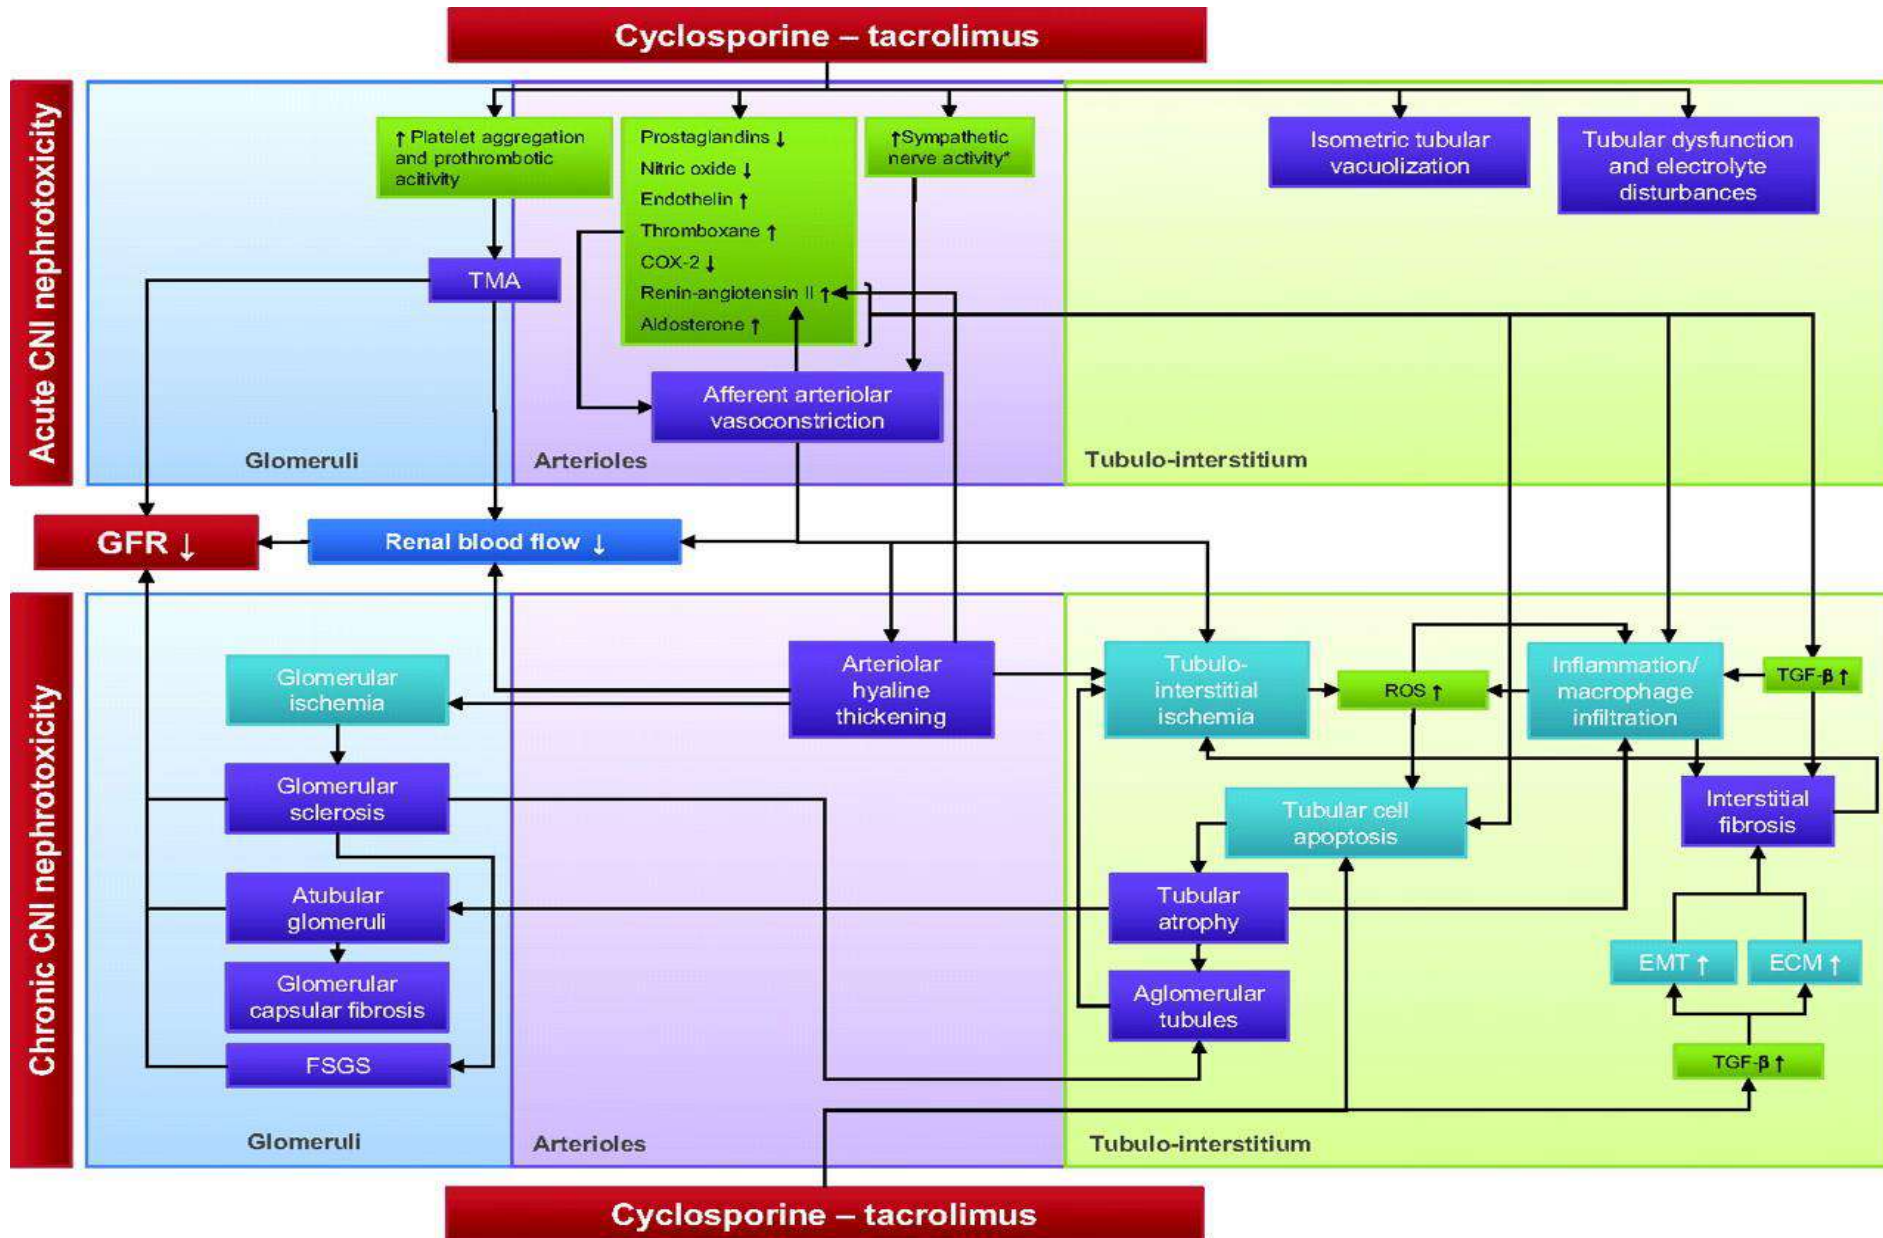 Cyclosporine – tacrolimus
Acute CNI nephrotoxicity
↑ Platelet aggregation
and prothrombotic
acitivity
Prostaglandins ↓
Nitric oxide ↓
Endothelin ↑
Thromboxane ↑
COX-2 ↓
Renin-angiotensin II ↑
Aldosterone ↑
↑Sympathetic
nerve activity*
Isometric tubular
vacuolization
Tubular dysfunction
and electrolyte
disturbances
TMA
Afferent arteriolar
vasoconstriction
Glomeruli
Arterioles
Tubulo-interstitium
GFR ↓
Renal blood flow ↓
Chronic CNI nephrotoxicity
Glomerular
ischemia
Arteriolar
hyaline
thickening
Tubulo-
interstitial
ischemia
ROS ↑
Inflammation/
macrophage
infiltration
TGF-β ↑
Glomerular
sclerosis
Tubular cell
apoptosis
Interstitial
fibrosis
Atubular
glomeruli
Tubular
atrophy
Glomerular
capsular fibrosis
Aglomerular
tubules
EMT ↑
ECM ↑
FSGS
TGF-β ↑
Glomeruli
Arterioles
Tubulo-interstitium
Cyclosporine – tacrolimus